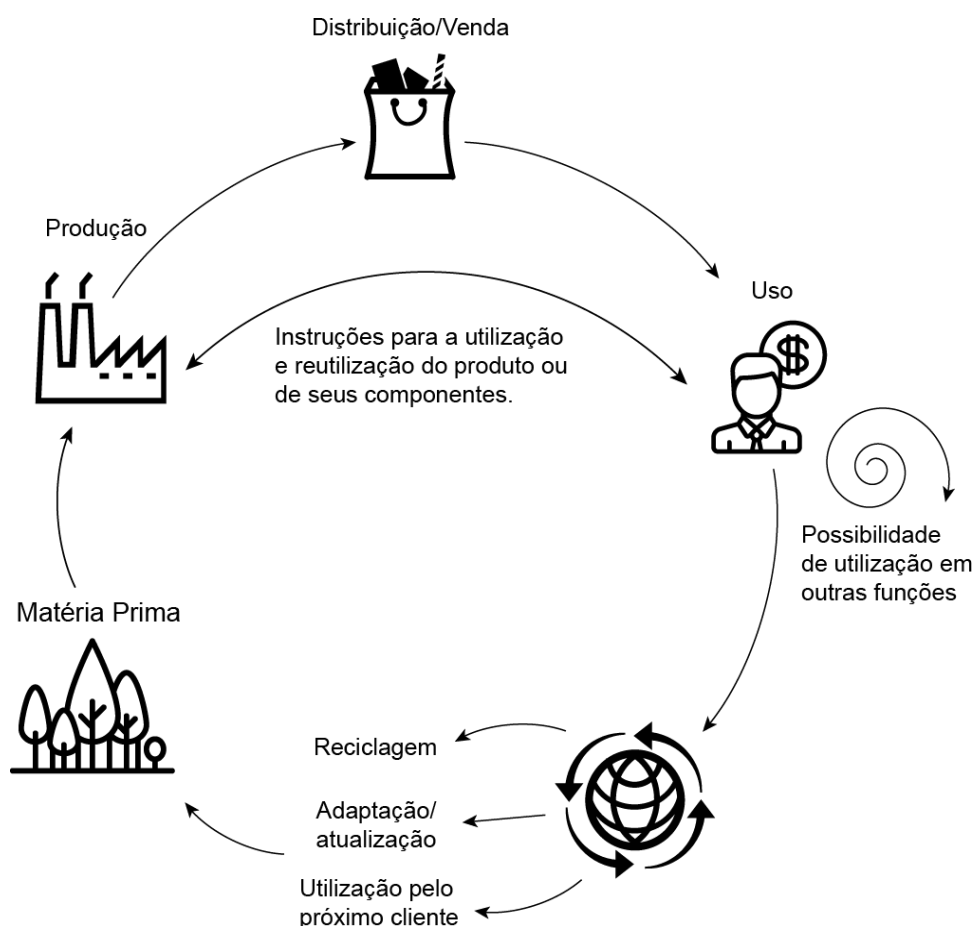 Distribuição/Venda
Produção
Uso
Instruções para a utilização
e reutilização do produto ou
de seus componentes.
Possibilidade
de utilização em
outras funções
Matéria Prima
Reciclagem
Adaptação/
atualização
Utilização pelo
próximo cliente